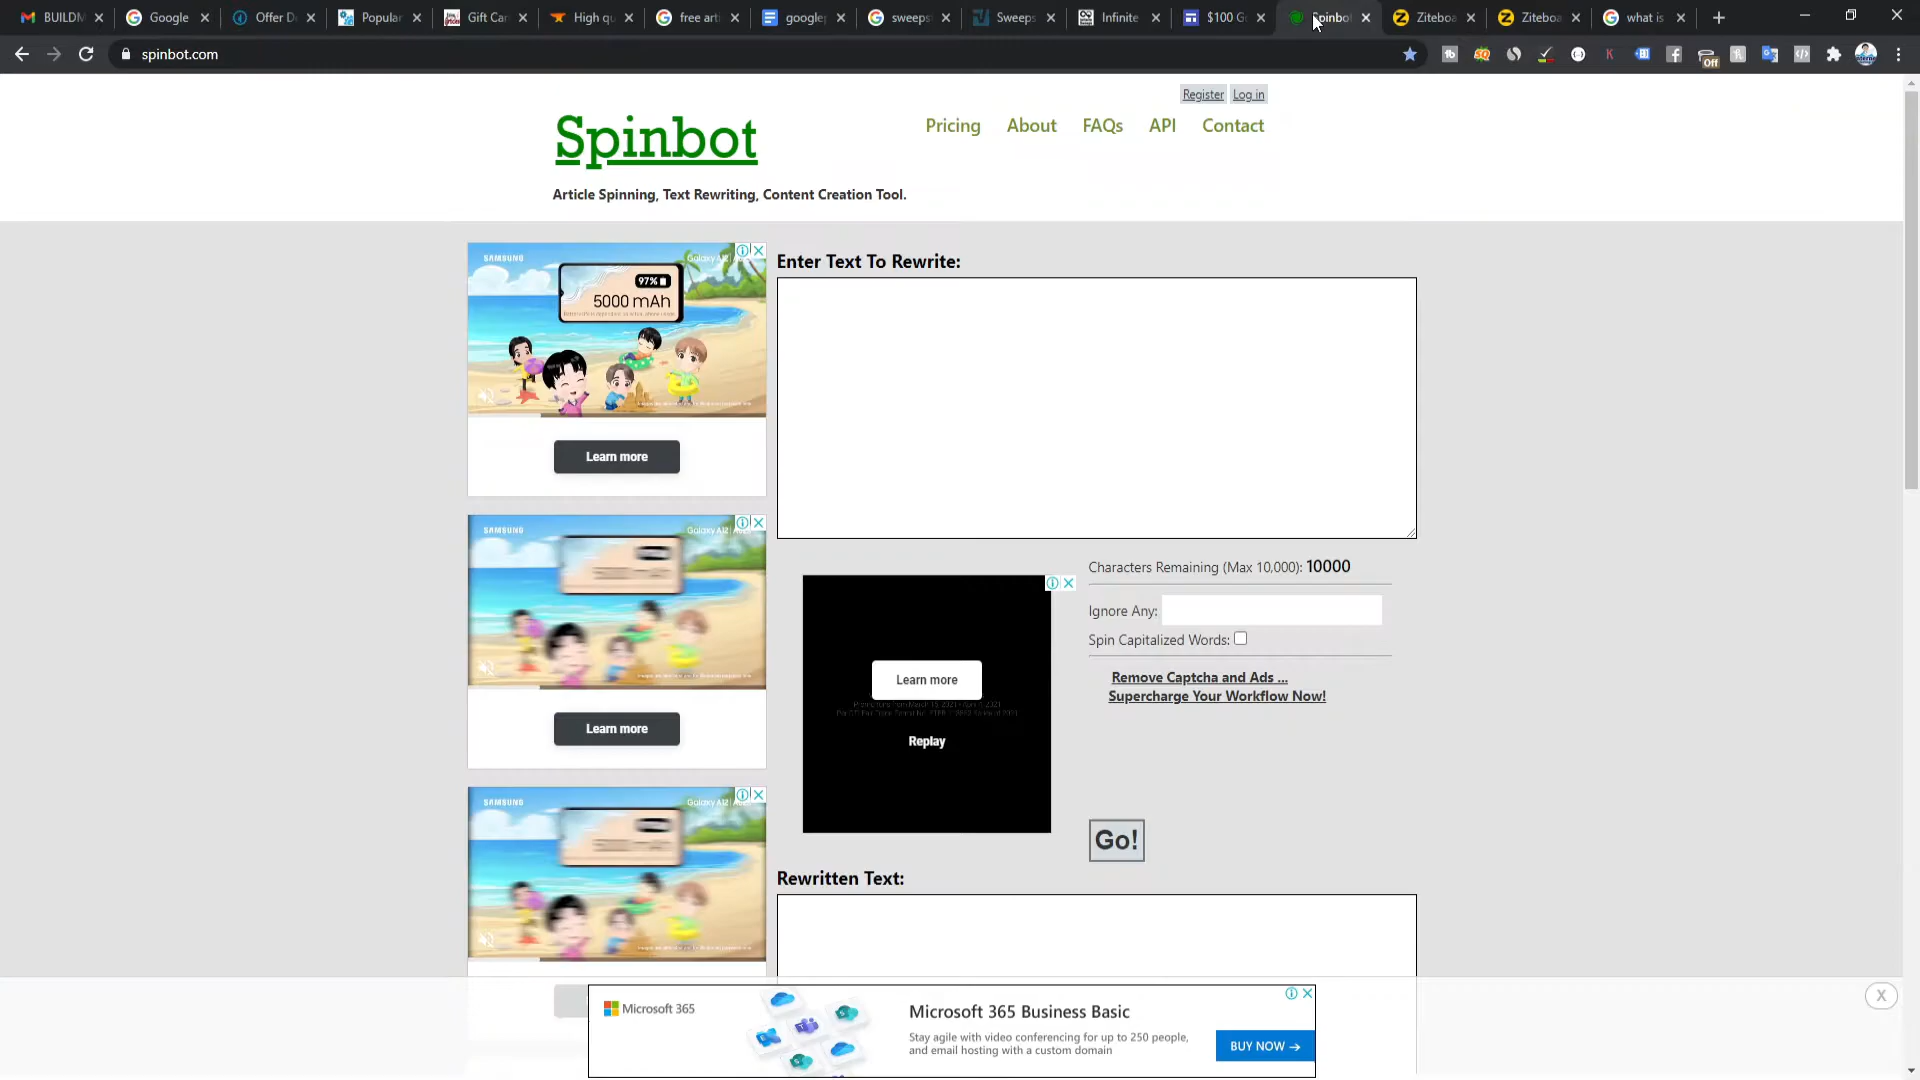 BUILDM
Google
Offer D
Popular
Gift Car
High qu
free arti
google
sweeps
Sweeps
Infinite
$100 G
Spinbo
Ziteboa
Ziteboa
what is
spinbot.com
Off
Register Log in
Spinbot
Pricing About FAQs API Contact
Article Spinning, Text Rewriting, Content Creation Tool.
SAMSUNG
97%
5000 mAh
Learn more
SAMSUNG
Learn more
SAMSUNG
Enter Text To Rewrite:
Characters Remaining (Max 10,000): 10000
Ignore Any:
Spin Capitalized Words:
Remove Captcha and Ads ...
Supercharge Your Workflow Now!
Learn more
Replay
Go!
Rewritten Text:
Microsoft 365
Microsoft 365 Business Basic
Stay agile with video conferencing for up to 250 people,
and email hosting with a custom domain
BUY NOW →
X